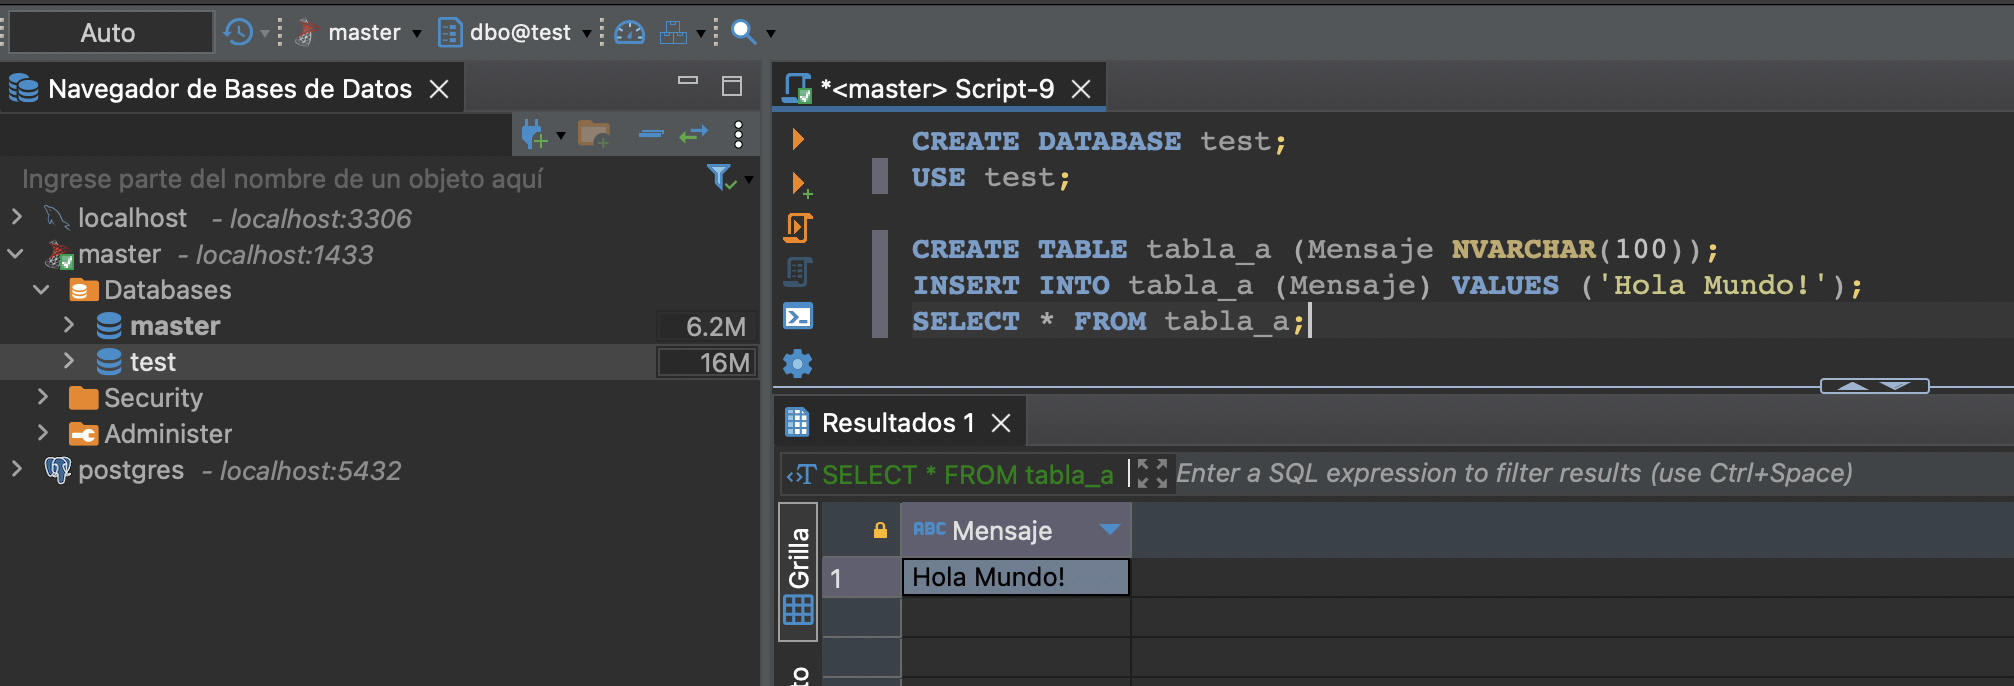 Auto
master
dbo@test
Navegador de Bases de Datos
Ingrese parte del nombre de un objeto aquí
localhost - localhost:3306
master - localhost:1433
Databases
master 6.2M
test 16M
Security
Administer
postgres - localhost:5432
*<master> Script-9
CREATE DATABASE test;
USE test;
CREATE TABLE tabla_a (Mensaje NVARCHAR(100));
INSERT INTO tabla_a (Mensaje) VALUES ('Hola Mundo!');
SELECT * FROM tabla_a;
Resultados 1
SELECT * FROM tabla_a
Enter a SQL expression to filter results (use Ctrl+Space)
Grilla
ABC Mensaje
1 Hola Mundo!